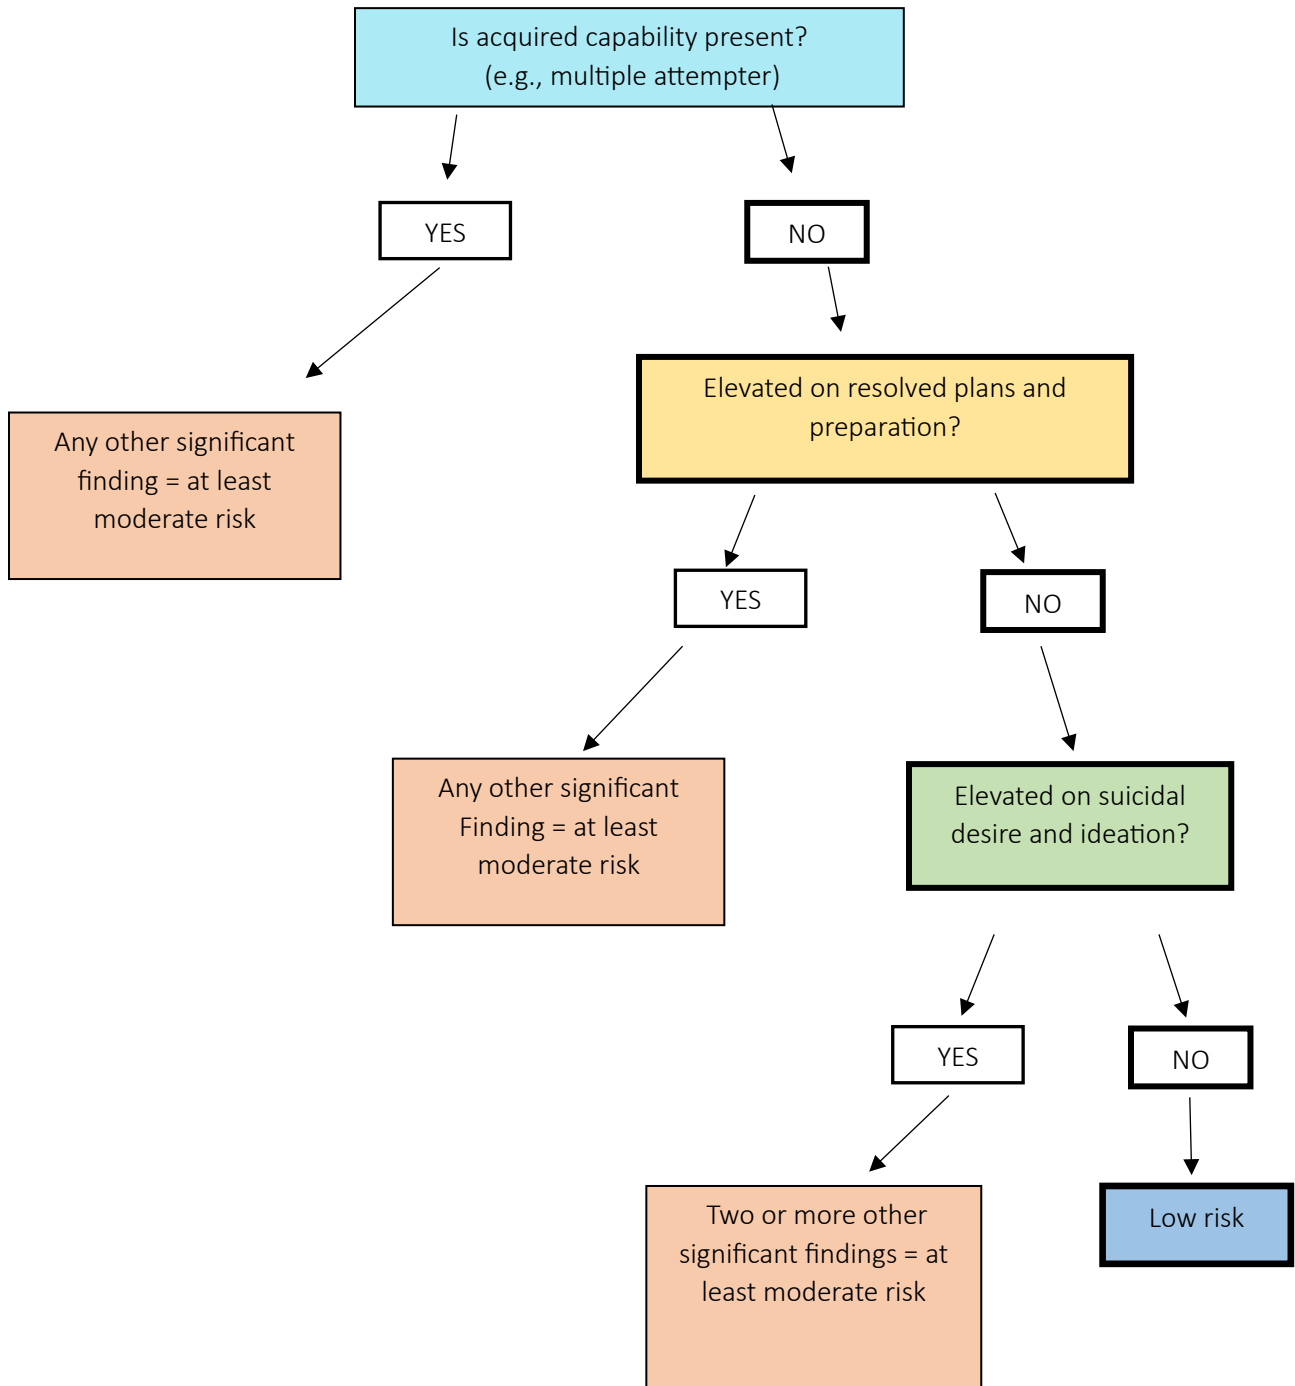 Is acquired capability present?
(e.g., multiple attempter)
YES
NO
Any other significant
finding = at least
moderate risk
Elevated on resolved plans and
preparation?
YES
NO
Any other significant
Finding = at least
moderate risk
Elevated on suicidal
desire and ideation?
YES
NO
Two or more other
significant findings = at
least moderate risk
Low risk